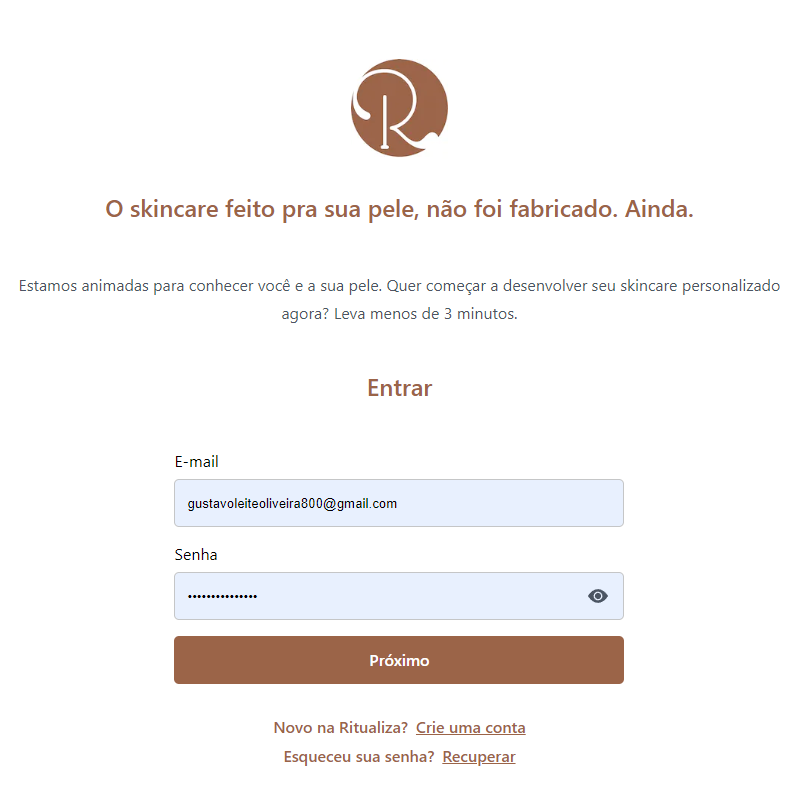 R
O skincare feito pra sua pele, não foi fabricado. Ainda.
Estamos animadas para conhecer você e a sua pele. Quer começar a desenvolver seu skincare personalizado
agora? Leva menos de 3 minutos.
Entrar
E-mail
gustavoleiteoliveira800@gmail.com
Senha
•••••••••••••••
Próximo
Novo na Ritualiza? Crie uma conta
Esqueceu sua senha? Recuperar